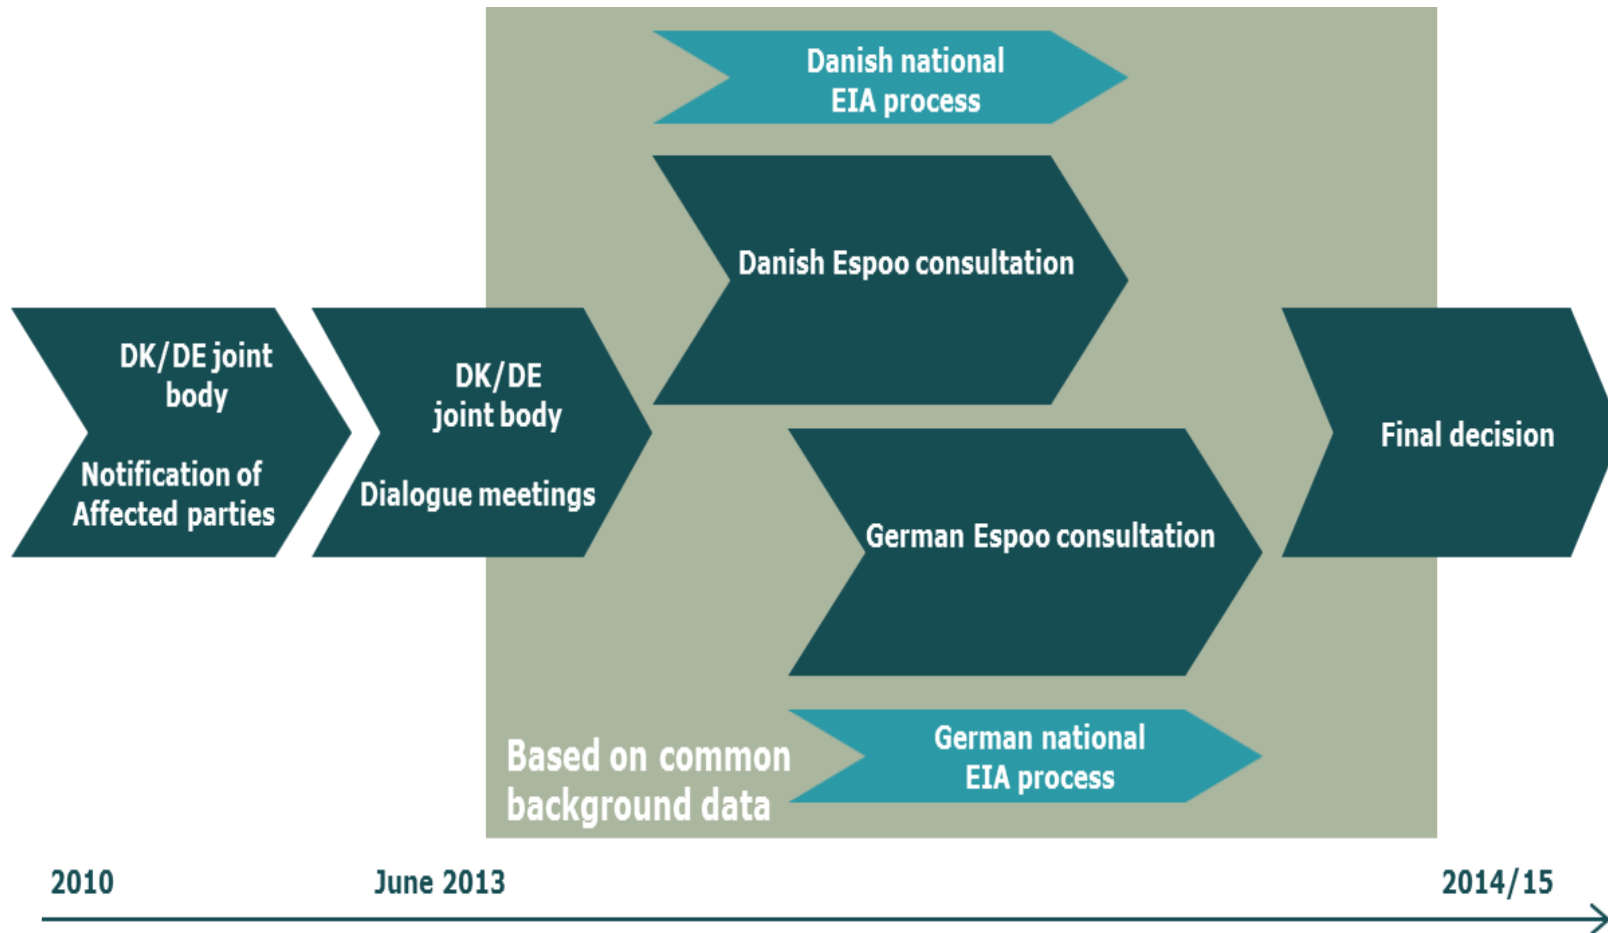 Danish national
EIA process
Danish Espoo consultation
DK/DE joint
body
Notification of
Affected parties
DK/DE
joint body
Dialogue meetings
Final decision
German Espoo consultation
German national
EIA process
Based on common
background data
2010
June 2013
2014/15